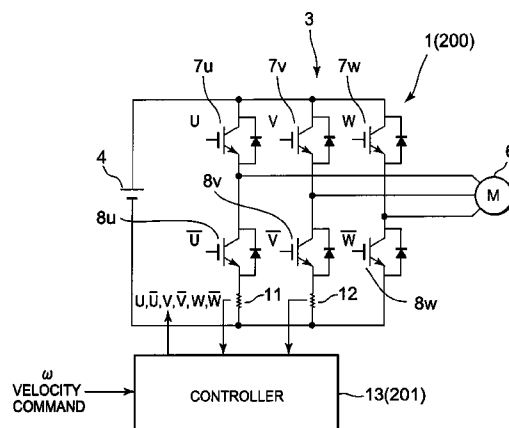 3
1(200)
7u
7v
7w
U
V
W
6
4
M
8v
8u
U̅
V̅
W̅
11
12
8w
U,U̅,V,V̅,W,W̅
ω
VELOCITY
COMMAND
CONTROLLER
13(201)